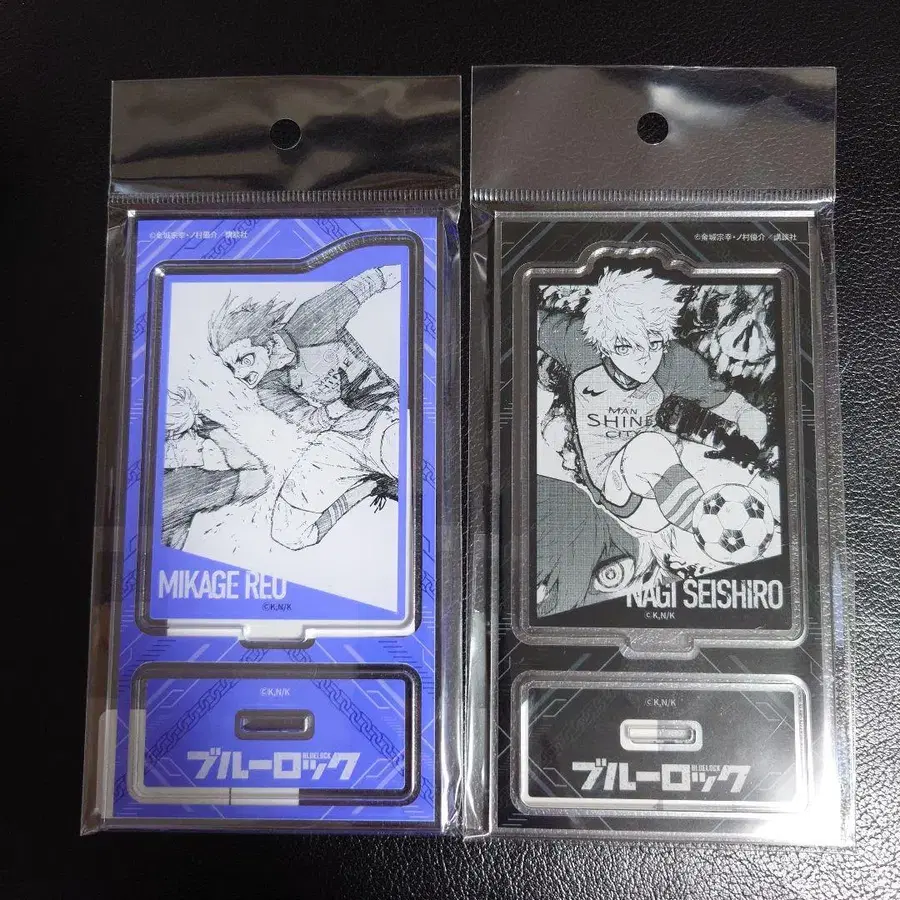 ©金城宗幸・ノ村優介／講談社
MIKAGE REO
©K,N/K
©K,N/K
BLUELOCK
ブルーロック
©金城宗幸・ノ村優介／講談社
MAN
SHINE
CITY
NAGI SEISHIRO
©K,N/K
©K,N/K
BLUELOCK
ブルーロック